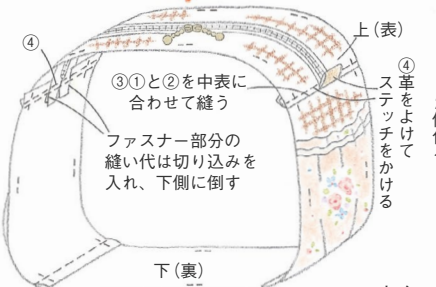 ④
上（表）
③①と②を中表に
合わせて縫う
④革をよけて
ステッチをかける
ファスナー部分の
縫い代は切り込みを
入れ、下側に倒す
下（裏）